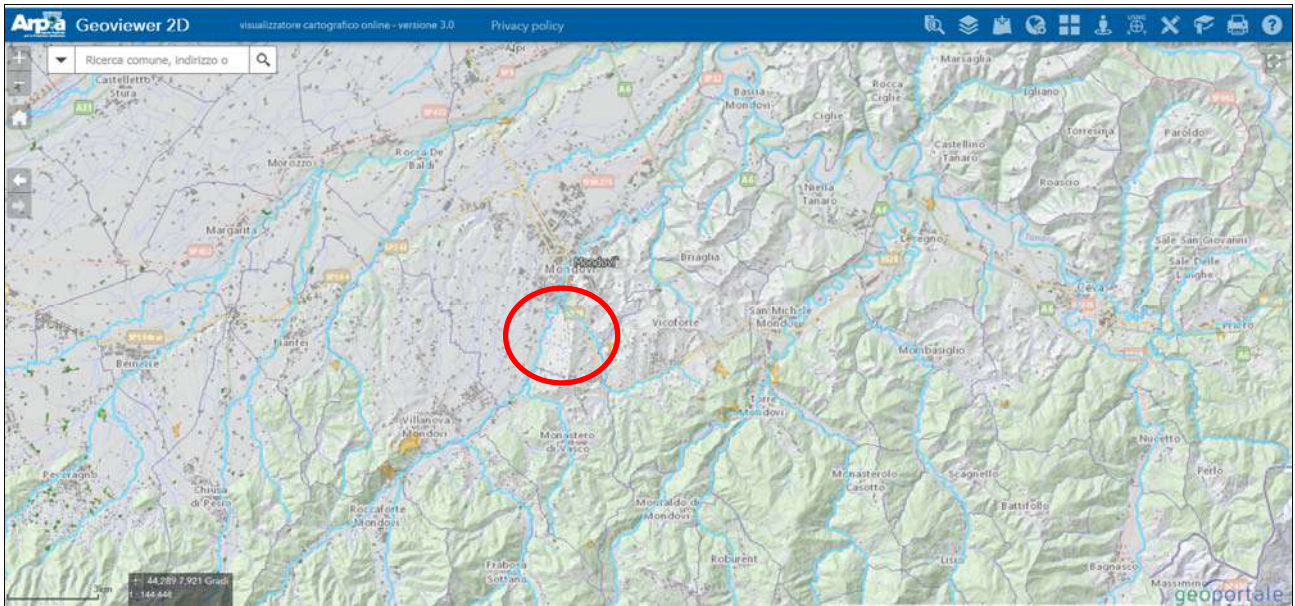 Arpa Geoviewer 2D visualizzatore cartografico online - versione 3.0 Privacy policy
Ricerca comune, indirizzo o
Alpi
Marsaglia
Castelletto
Stura
A33
A6
Bastia
Mondovì
Rocca
Ciglie
Ciglie
Igliano
Torresina
Paroldo
Morozzo
Rocca De'
Baldi
Castellino
Tanaro
Roascio
A6
Niella
Tanaro
Margarita
Lesegno
Sale San Giovanni
Sale Delle
Langhe
Mondovì
Mondovì
Briaglia
Ceva
Priero
Vicoforte
San Michele
Mondovì
Pianfei
Beinette
Mombasiglio
Villanova
Mondovì
Torre
Mondovì
Monastero
di Vasco
Nucetto
Peveragno
Chiusa
di Pesio
Monasterolo
Casotto
Scagnello
Perlo
Roccaforte
Mondovì
Montaldo di
Mondovì
Battifollo
Roburent
Lisio
Bagnasco
Frabosa
Sottana
Massimino
44,289 7,921 Gradi
1 : 144.448
3km
geoportale